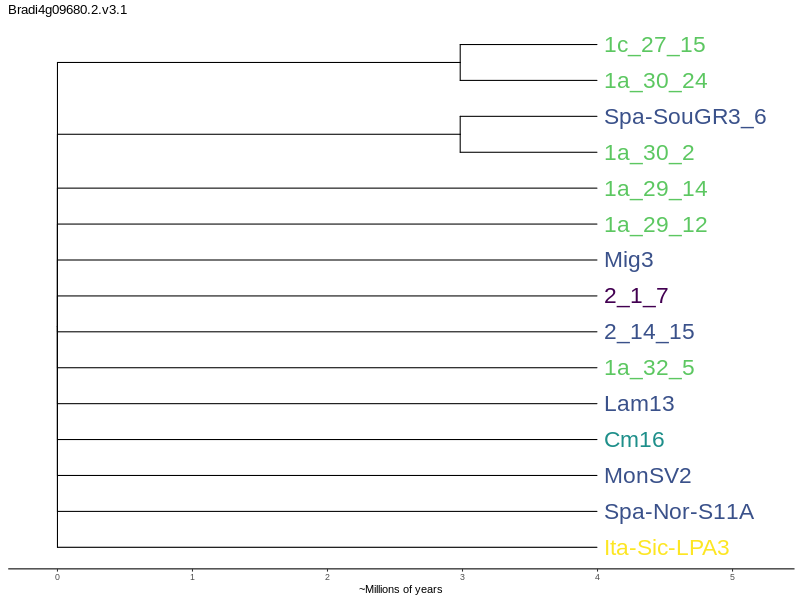 Bradi4g09680.2.v3.1
1c_27_15
1a_30_24
Spa-SouGR3_6
1a_30_2
1a_29_14
1a_29_12
Mig3
2_1_7
2_14_15
1a_32_5
Lam13
Cm16
MonSV2
Spa-Nor-S11A
Ita-Sic-LPA3
0 1 2 3 4 5
~Millions of years